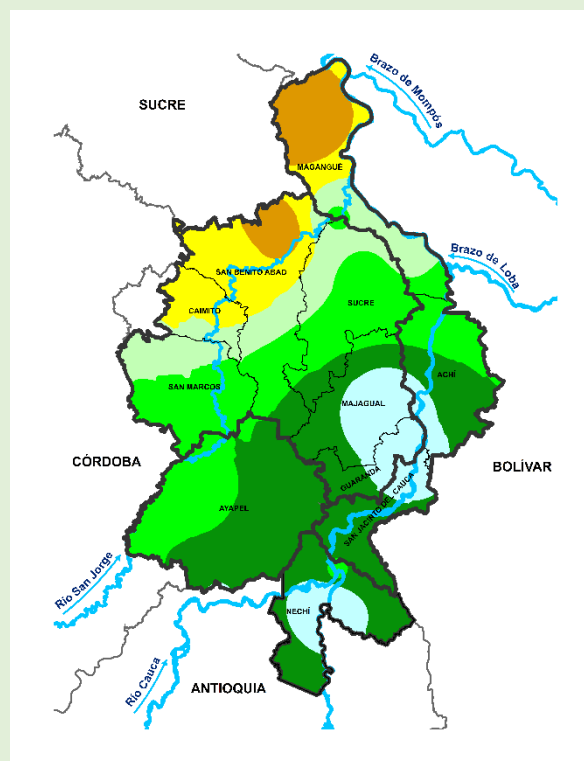 Brazo de Mompós
SUCRE
MAGANGUÉ
Brazo de Loba
SAN BENITO ABAD
SUCRE
CAIMITO
ACHÍ
SAN MARCOS
MAJAGUAL
CÓRDOBA
BOLÍVAR
GUARANDA
SAN JACINTO DEL CAUCA
AYAPEL
Río San Jorge
NECHÍ
Río Cauca
ANTIOQUIA